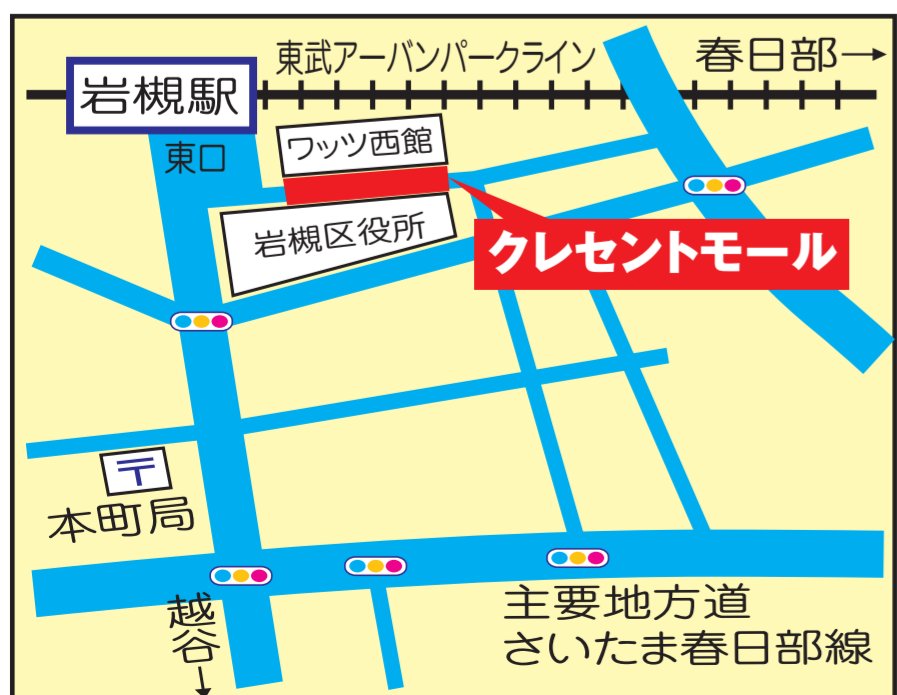 東武アーバンパークライン
春日部→
岩槻駅
東口
ワッツ西館
岩槻区役所
クレセントモール
〒
本町局
越谷
↓
主要地方道
さいたま春日部線